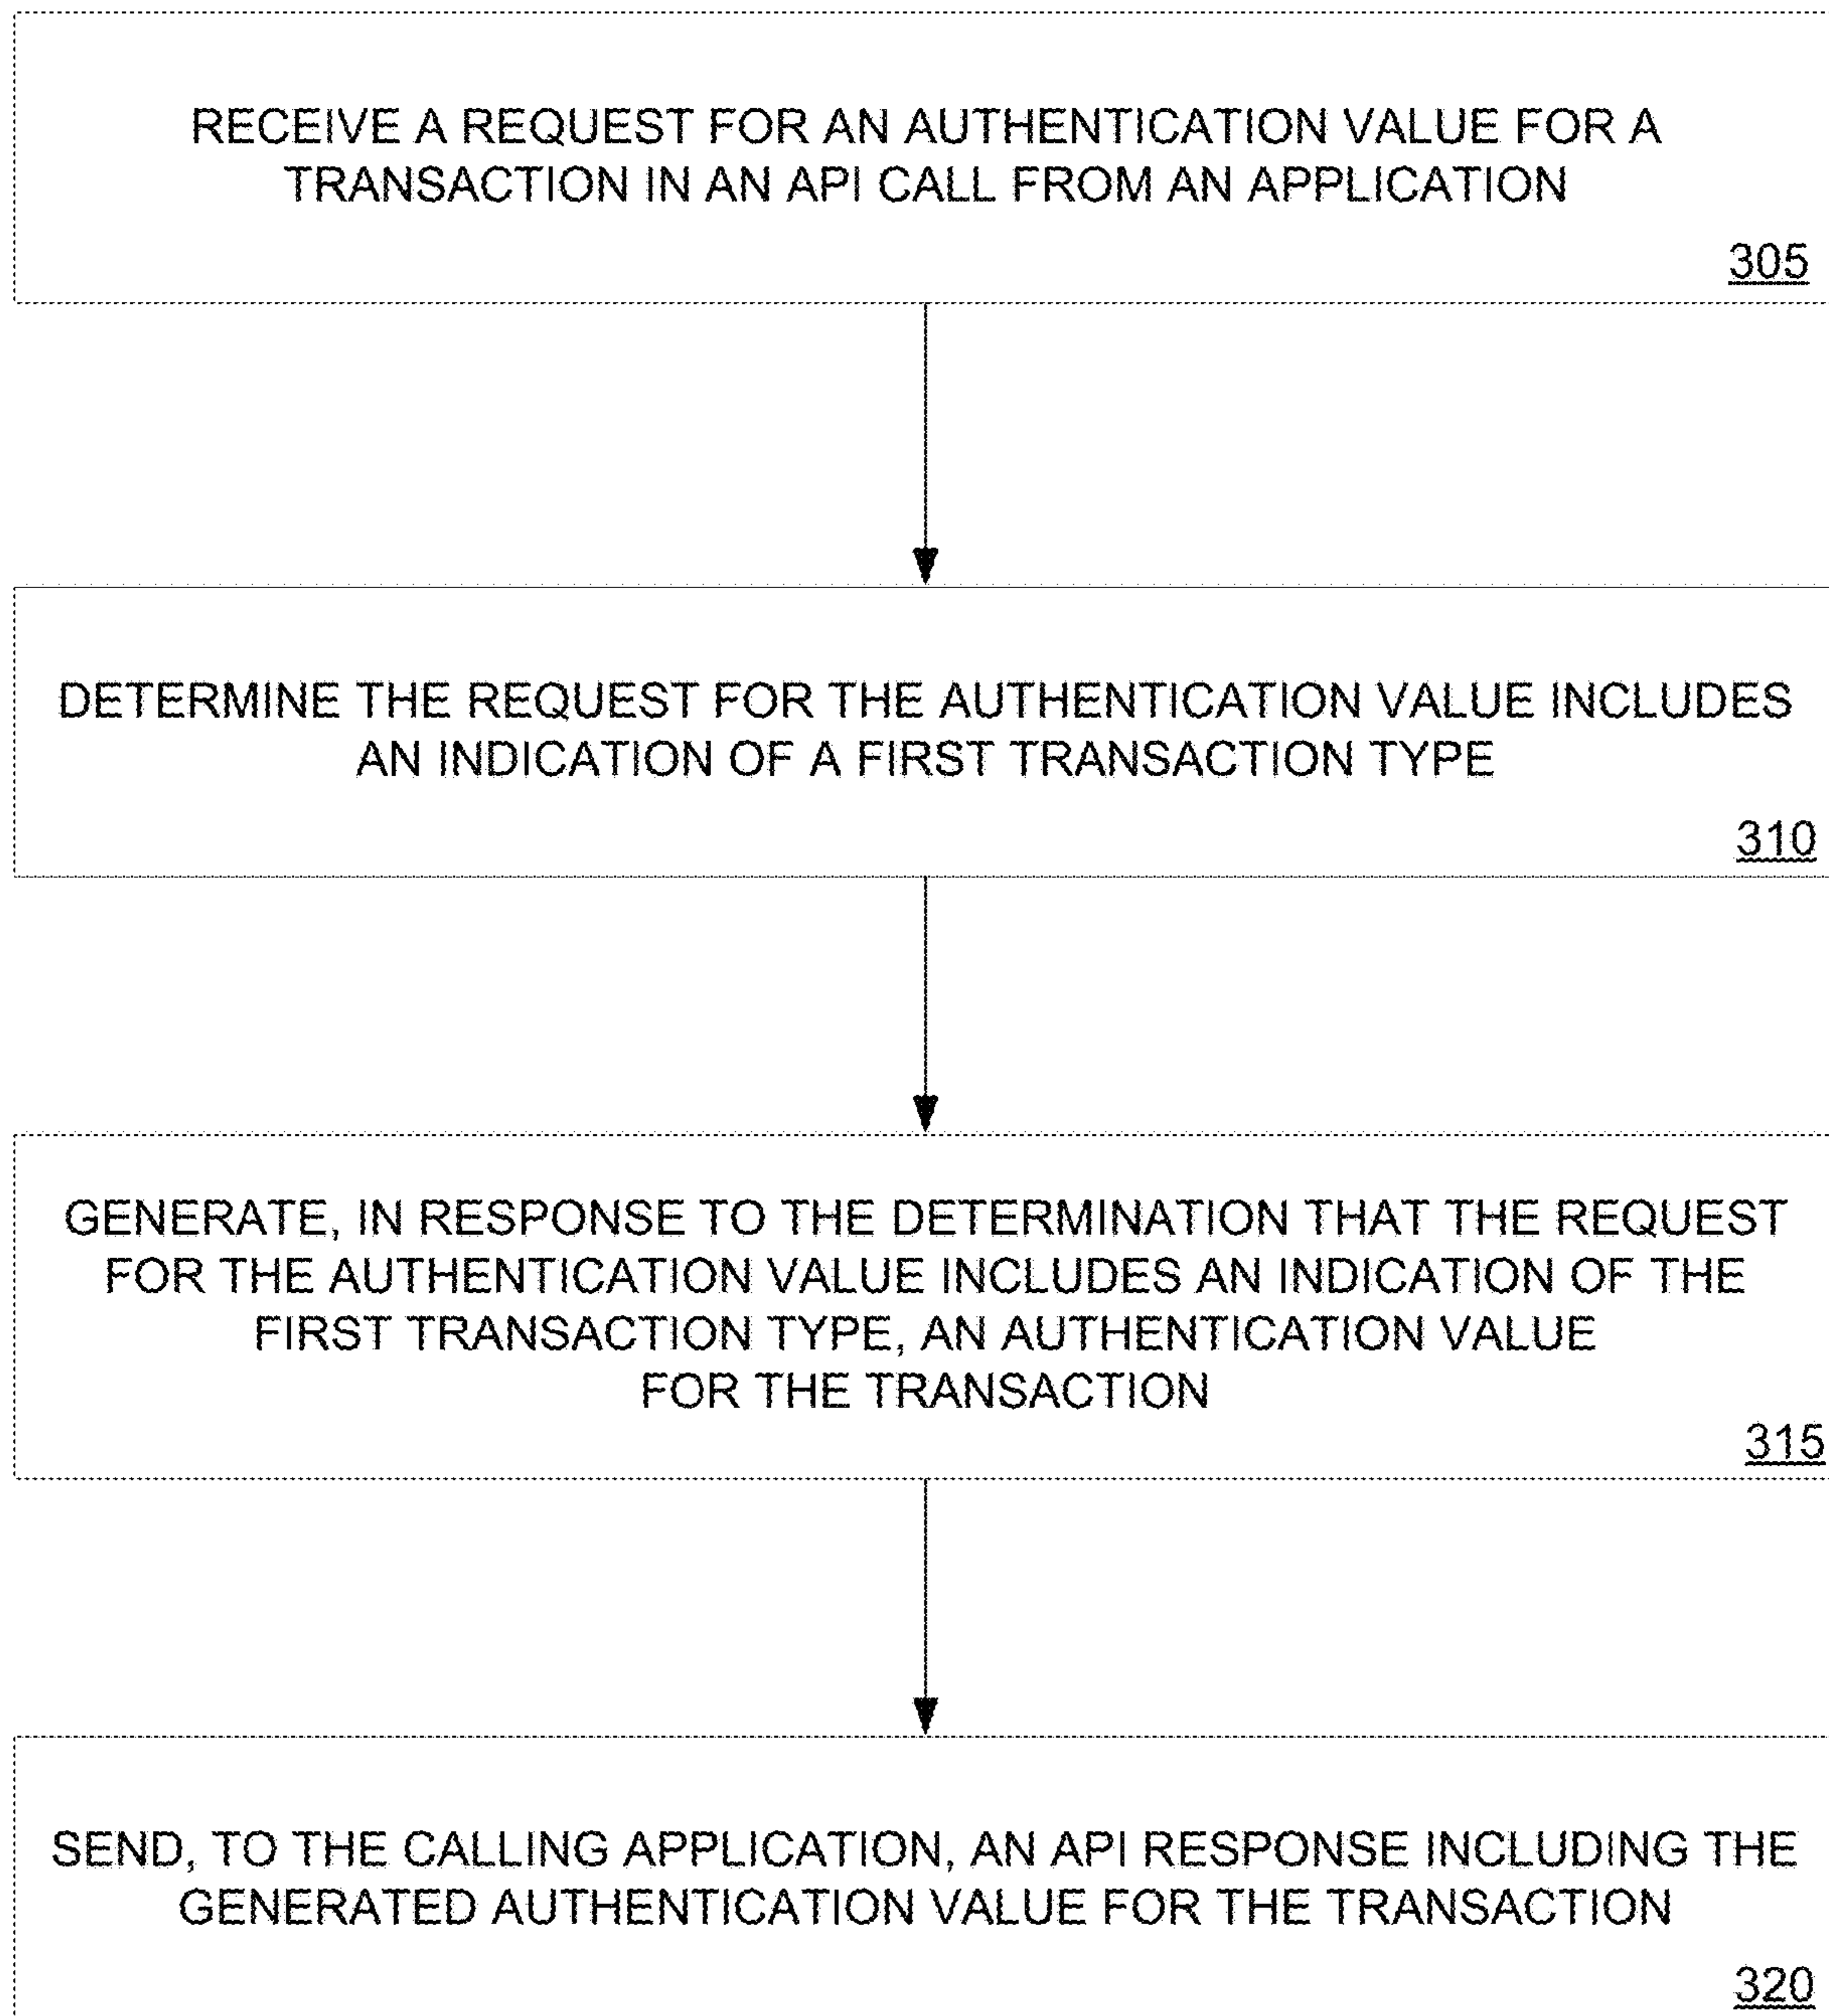 RECEIVE A REQUEST FOR AN AUTHENTICATION VALUE FOR A
TRANSACTION IN AN API CALL FROM AN APPLICATION
305
DETERMINE THE REQUEST FOR THE AUTHENTICATION VALUE INCLUDES
AN INDICATION OF A FIRST TRANSACTION TYPE
310
GENERATE, IN RESPONSE TO THE DETERMINATION THAT THE REQUEST
FOR THE AUTHENTICATION VALUE INCLUDES AN INDICATION OF THE
FIRST TRANSACTION TYPE, AN AUTHENTICATION VALUE
FOR THE TRANSACTION
315
SEND, TO THE CALLING APPLICATION, AN API RESPONSE INCLUDING THE
GENERATED AUTHENTICATION VALUE FOR THE TRANSACTION
320